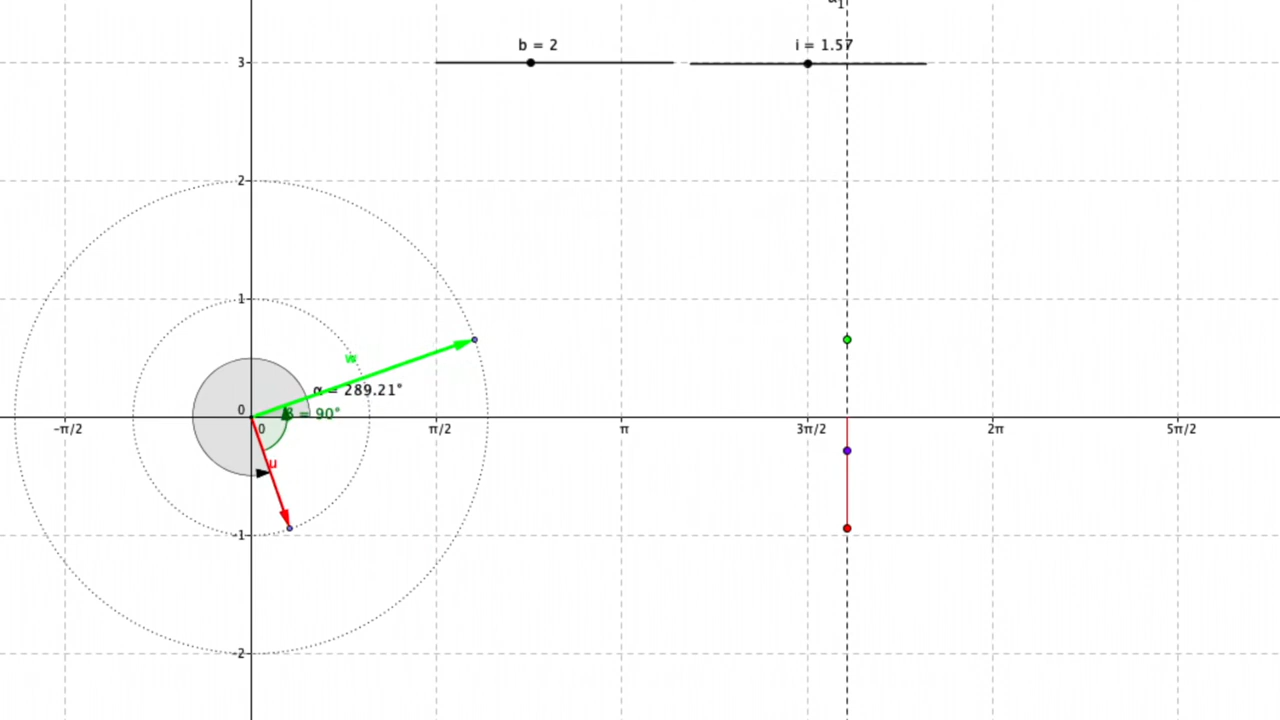 b = 2
i = 1.57
3
2
1
w
α = 289.21°
0
β = 90°
-π/2
0
π/2
π
3π/2
2π
5π/2
u
-1
-2